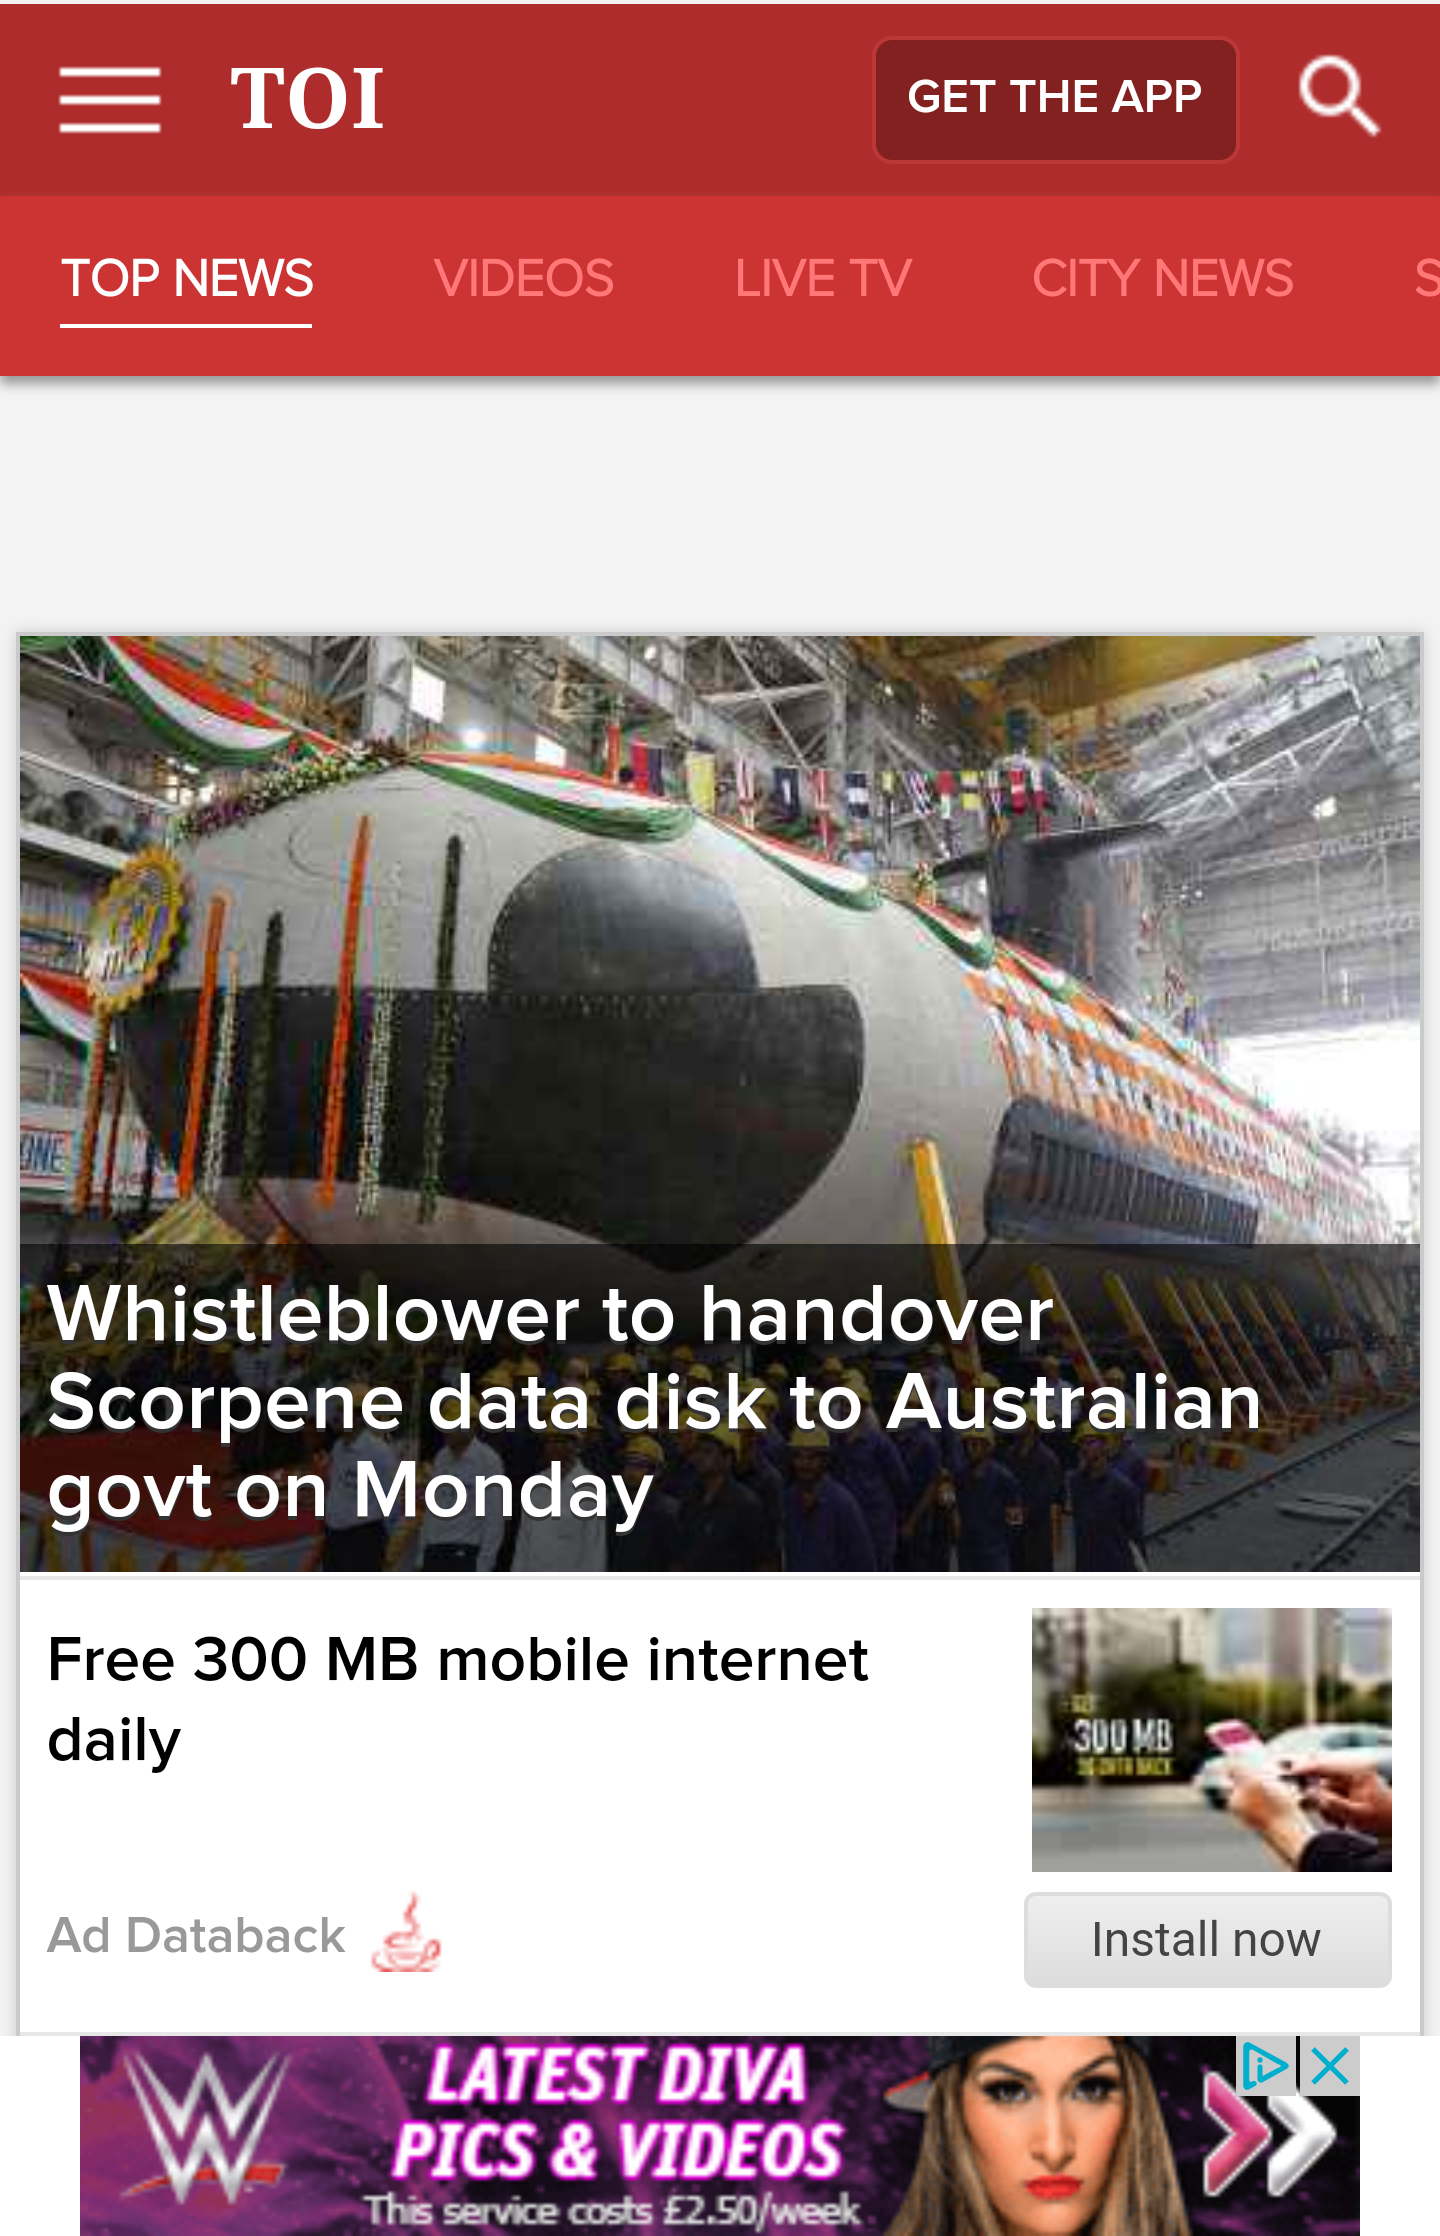 TOI
GET THE APP
TOP NEWS VIDEOS LIVE TV CITY NEWS S
Whistleblower to handover
Scorpene data disk to Australian
govt on Monday
Free 300 MB mobile internet
daily
300 MB
Ad Databack
Install now
W
LATEST DIVA
PICS & VIDEOS
This service costs £2.50/week